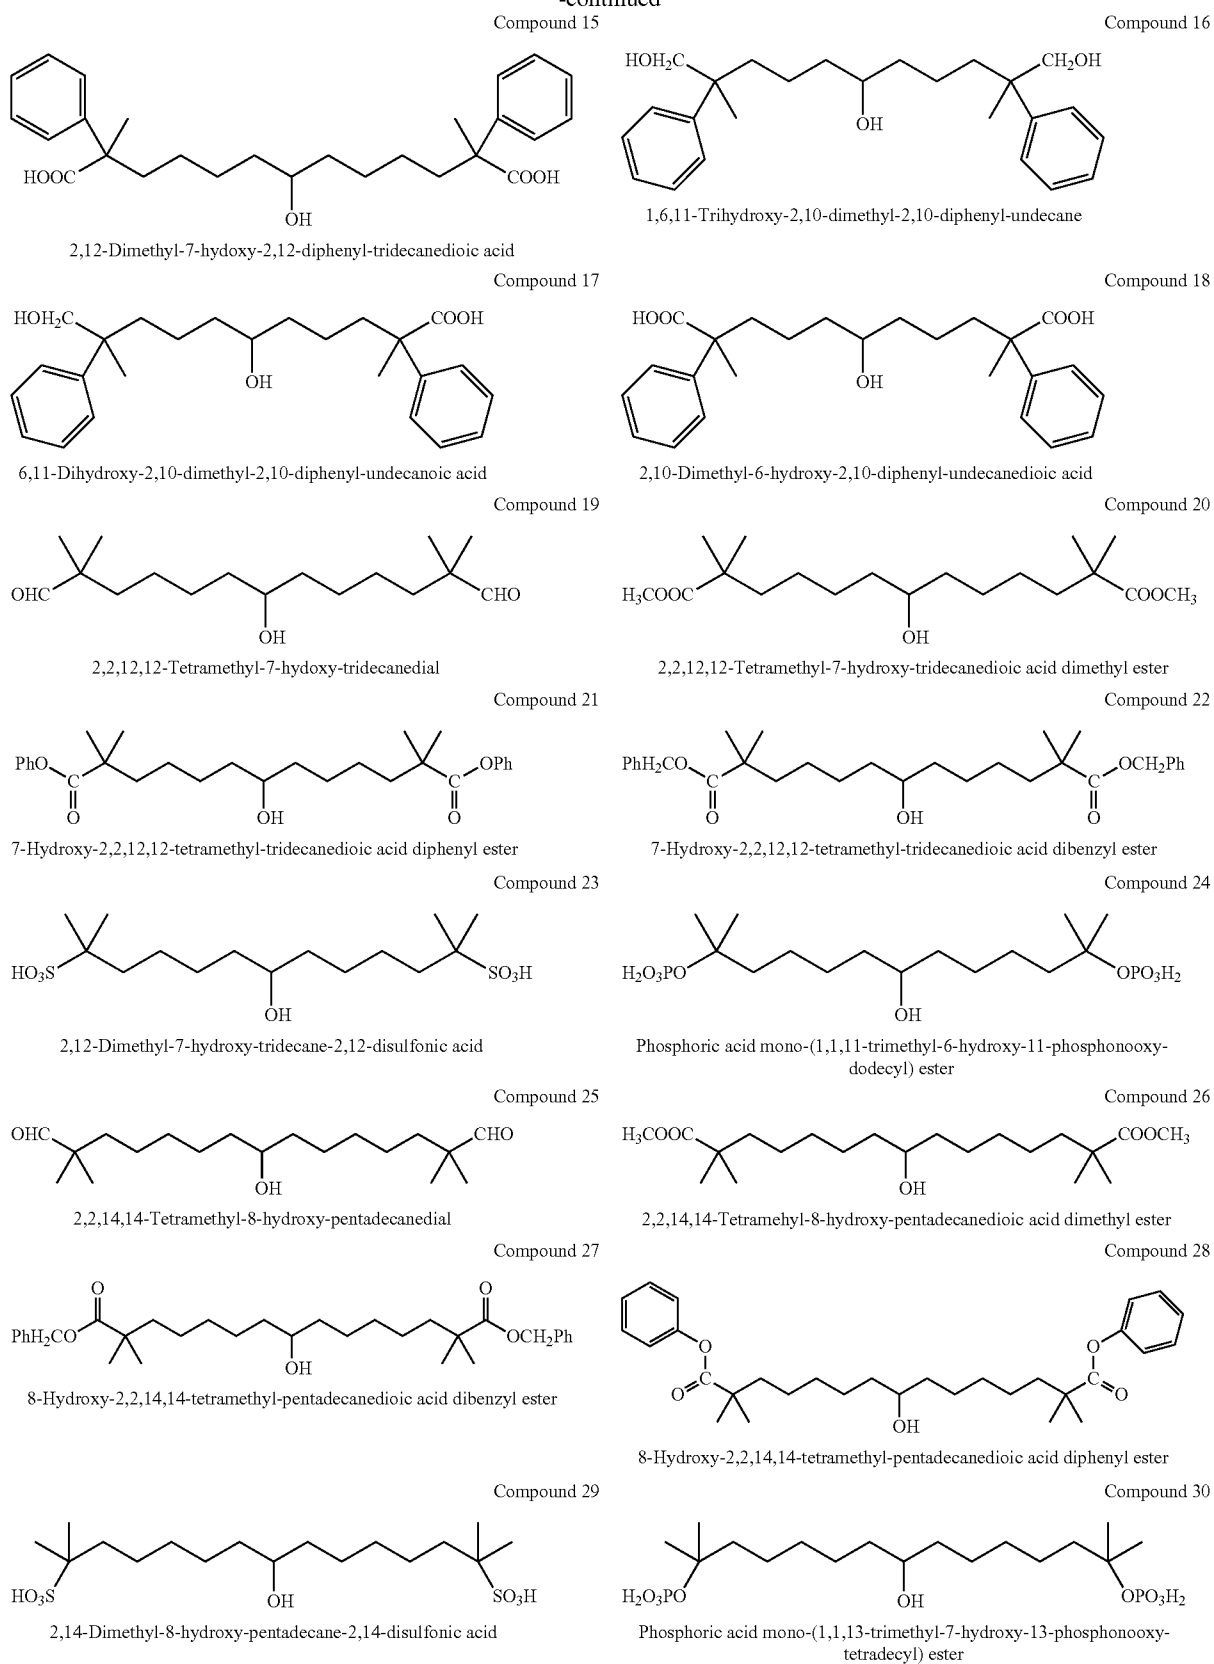 -continued
Compound 15
HOOC
COOH
OH
2,12-Dimethyl-7-hydoxy-2,12-diphenyl-tridecanedioic acid
Compound 16
HOH₂C
CH₂OH
OH
1,6,11-Trihydroxy-2,10-dimethyl-2,10-diphenyl-undecane
Compound 17
HOH₂C
COOH
OH
6,11-Dihydroxy-2,10-dimethyl-2,10-diphenyl-undecanoic acid
Compound 18
HOOC
COOH
OH
2,10-Dimethyl-6-hydroxy-2,10-diphenyl-undecanedioic acid
Compound 19
OHC
CHO
OH
2,2,12,12-Tetramethyl-7-hydoxy-tridecanedial
Compound 20
H₃COOC
COOCH₃
OH
2,2,12,12-Tetramethyl-7-hydroxy-tridecanedioic acid dimethyl ester
Compound 21
PhO
OPh
C
C
O
OH
O
7-Hydroxy-2,2,12,12-tetramethyl-tridecanedioic acid diphenyl ester
Compound 22
PhH₂CO
OCH₂Ph
C
C
O
OH
O
7-Hydroxy-2,2,12,12-tetramethyl-tridecanedioic acid dibenzyl ester
Compound 23
HO₃S
SO₃H
OH
2,12-Dimethyl-7-hydroxy-tridecane-2,12-disulfonic acid
Compound 24
H₂O₃PO
OPO₃H₂
OH
Phosphoric acid mono-(1,1,11-trimethyl-6-hydroxy-11-phosphonooxy-
dodecyl) ester
Compound 25
OHC
CHO
OH
2,2,14,14-Tetramethyl-8-hydroxy-pentadecanedial
Compound 26
H₃COOC
COOCH₃
OH
2,2,14,14-Tetramehyl-8-hydroxy-pentadecanedioic acid dimethyl ester
Compound 27
O
O
PhH₂CO
OCH₂Ph
OH
8-Hydroxy-2,2,14,14-tetramethyl-pentadecanedioic acid dibenzyl ester
Compound 28
O
O
C
C
O
O
OH
8-Hydroxy-2,2,14,14-tetramethyl-pentadecanedioic acid diphenyl ester
Compound 29
HO₃S
SO₃H
OH
2,14-Dimethyl-8-hydroxy-pentadecane-2,14-disulfonic acid
Compound 30
H₂O₃PO
OPO₃H₂
OH
Phosphoric acid mono-(1,1,13-trimethyl-7-hydroxy-13-phosphonooxy-
tetradecyl) ester